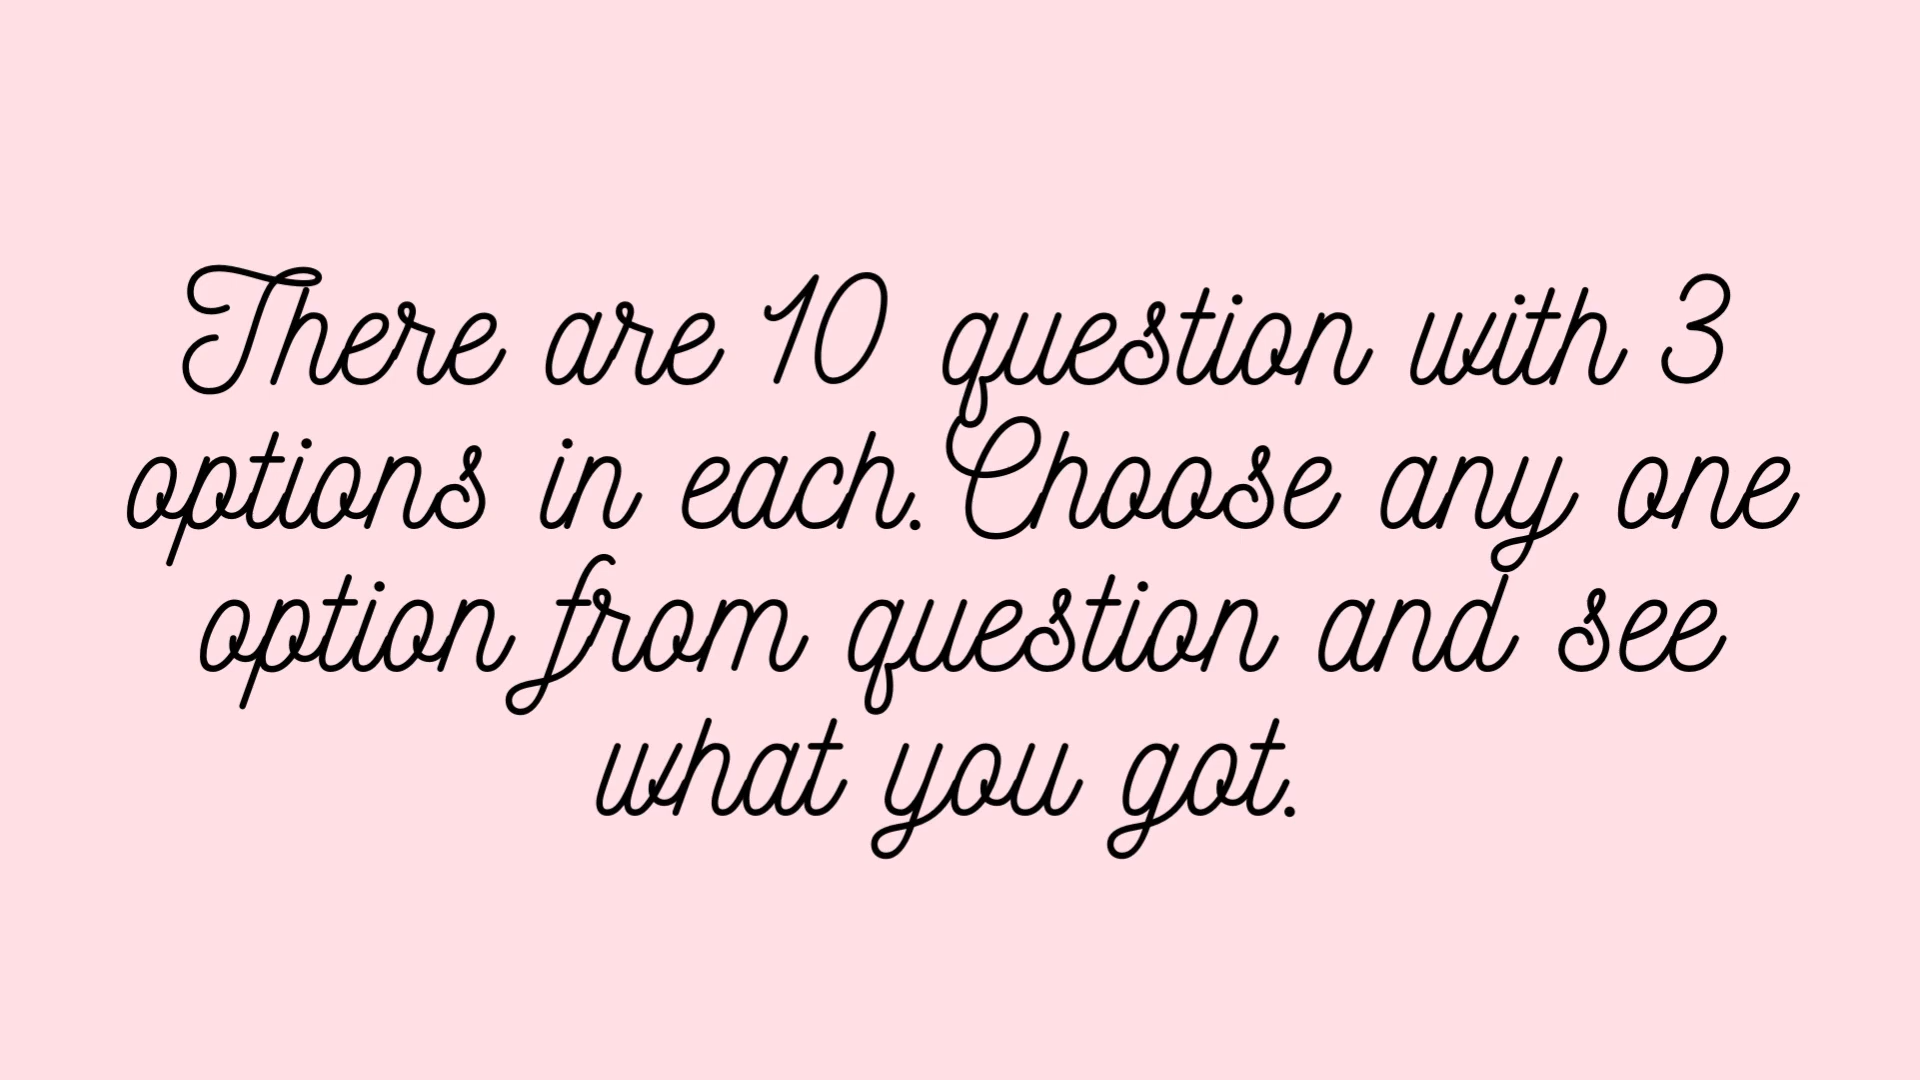 There are 10 question with 3
options in each. Choose any one
option from question and see
what you got.